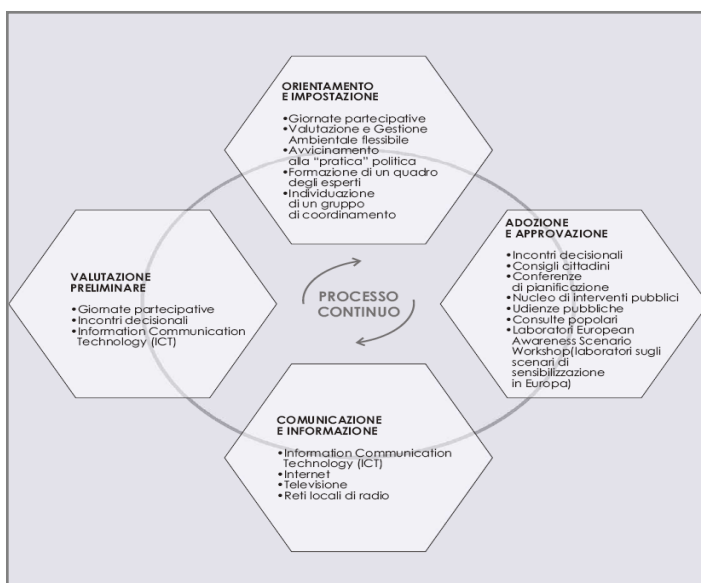 ORIENTAMENTO
E IMPOSTAZIONE
•Giornate partecipative
•Valutazione e Gestione
Ambientale flessibile
•Avvicinamento
alla "pratica" politica
•Formazione di un quadro
degli esperti
•Individuazione
di un gruppo
di coordinamento
ADOZIONE
E APPROVAZIONE
•Incontri decisionali
•Consigli cittadini
•Conferenze
di pianificazione
•Nucleo di interventi pubblici
•Udienze pubbliche
•Consulte popolari
•Laboratori European
Awareness Scenario
Workshop(laboratori sugli
scenari di
sensibilizzazione
in Europa)
VALUTAZIONE
PRELIMINARE
•Giornate partecipative
•Incontri decisionali
•Information Communication
Technology (ICT)
PROCESSO
CONTINUO
COMUNICAZIONE
E INFORMAZIONE
•Information Communication
Technology (ICT)
•Internet
•Televisione
•Reti locali di radio